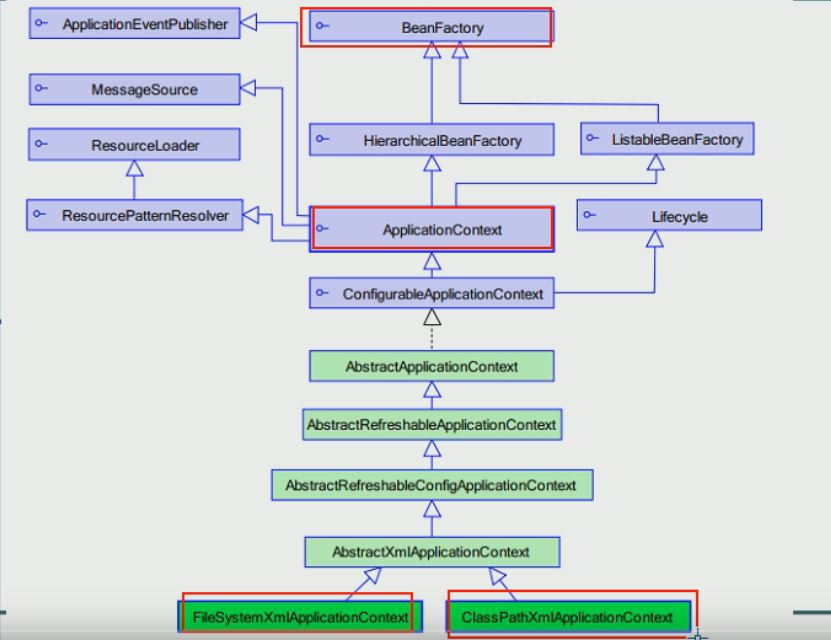 ApplicationEventPublisher
BeanFactory
MessageSource
ResourceLoader
HierarchicalBeanFactory
ListableBeanFactory
ResourcePatternResolver
ApplicationContext
Lifecycle
ConfigurableApplicationContext
AbstractApplicationContext
AbstractRefreshableApplicationContext
AbstractRefreshableConfigApplicationContext
AbstractXmlApplicationContext
FileSystemXmlApplicationContext
ClassPathXmlApplicationContext